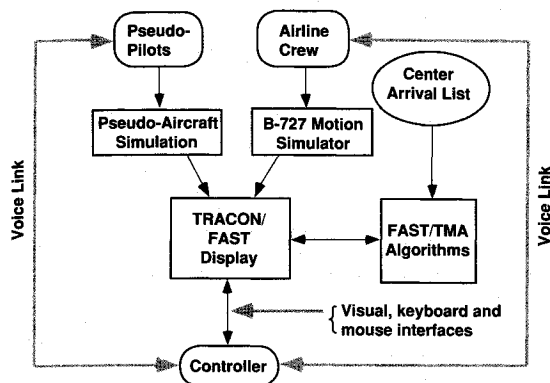 Pseudo-
Pilots
Airline
Crew
Center
Arrival List
Pseudo-Aircraft
Simulation
B-727 Motion
Simulator
Voice Link
Voice Link
TRACON/
FAST
Display
FAST/TMA
Algorithms
Visual, keyboard and
mouse interfaces
Controller